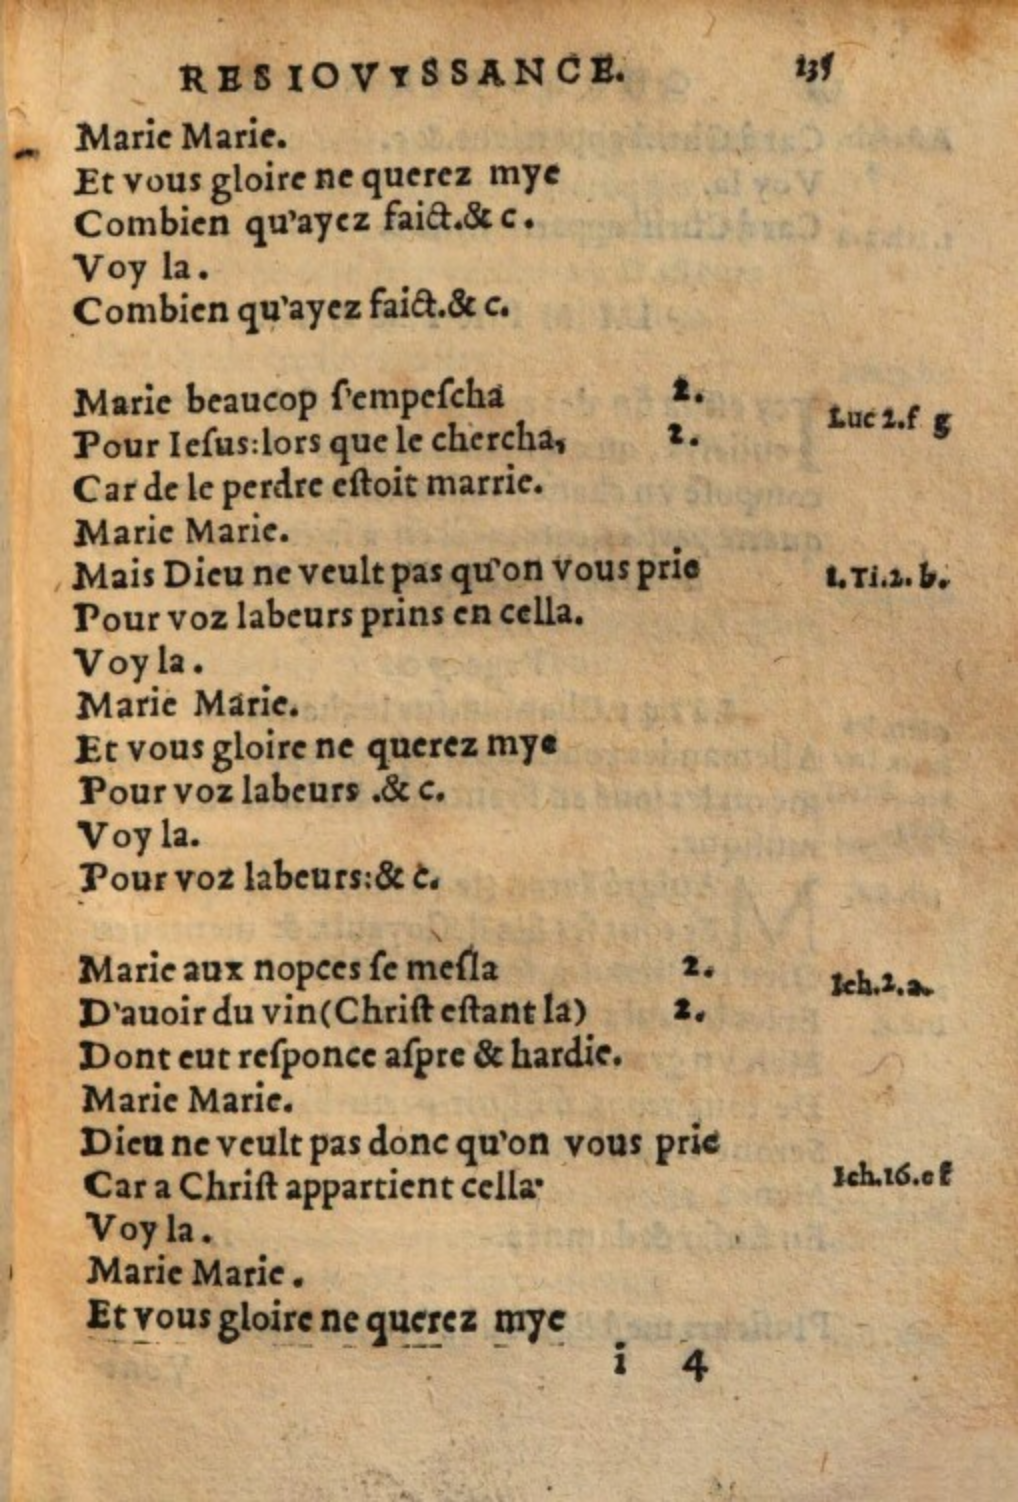 RESIOVYSSANCE. 135
Marie Marie.
Et vous gloire ne querez mye
Combien qu'ayez faict.& c.
Voy la.
Combien qu'ayez faict.& c.
Marie beaucop s'empeſcha 2. Luc 2.f g
Pour Ieſus:lors que le chercha, 2.
Car de le perdre eſtoit marrie.
Marie Marie.
Mais Dieu ne veult pas qu'on vous prie 1.Ti.2.b.
Pour voz labeurs prins en cella.
Voy la.
Marie Marie.
Et vous gloire ne querez mye
Pour voz labeurs .& c.
Voy la.
Pour voz labeurs:& c.
Marie aux nopces ſe meſla 2. Ieh.2.a.
D'auoir du vin(Chriſt eſtant la) 2.
Dont eut reſponce aſpre & hardie.
Marie Marie.
Dieu ne veult pas donc qu'on vous prie
Car a Chriſt appartient cella· Ieh.16.e f
Voy la.
Marie Marie.
Et vous gloire ne querez mye
i 4